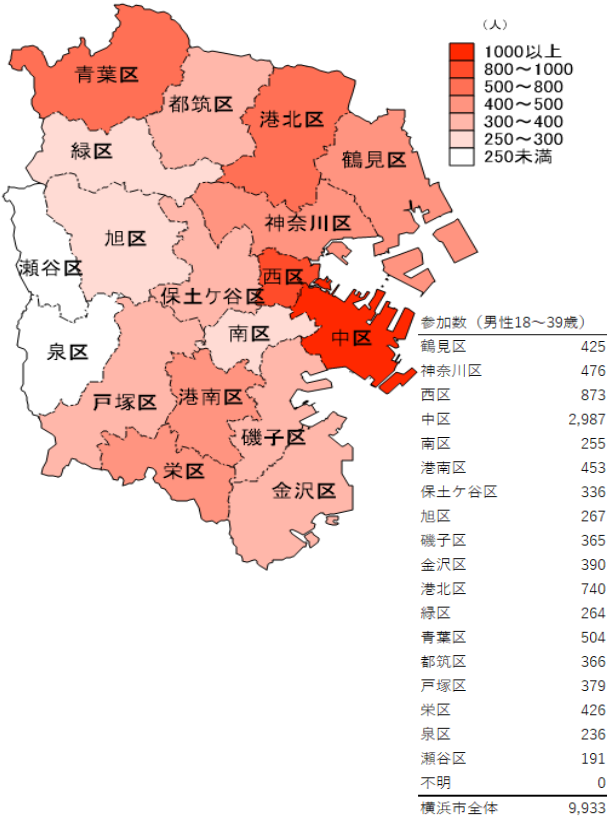 （人）
1000以上
800～1000
500～800
400～500
300～400
250～300
250未満
青葉区
都筑区
港北区
緑区
鶴見区
神奈川区
旭区
瀬谷区
西区
保土ケ谷区
南区
中区
泉区
戸塚区
港南区
磯子区
栄区
金沢区
参加数（男性18～39歳）
鶴見区 425
神奈川区 476
西区 873
中区 2,987
南区 255
港南区 453
保土ケ谷区 336
旭区 267
磯子区 365
金沢区 390
港北区 740
緑区 264
青葉区 504
都筑区 366
戸塚区 379
栄区 426
泉区 236
瀬谷区 191
不明 0
横浜市全体 9,933